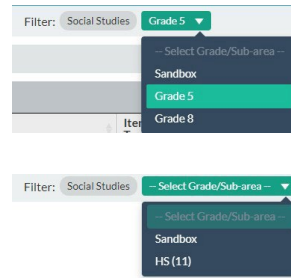 Filter: Social Studies Grade 5
-- Select Grade/Sub-area --
Sandbox
Grade 5
Grade 8
Filter: Social Studies -- Select Grade/Sub-area --
-- Select Grade/Sub-area --
Sandbox
HS (11)